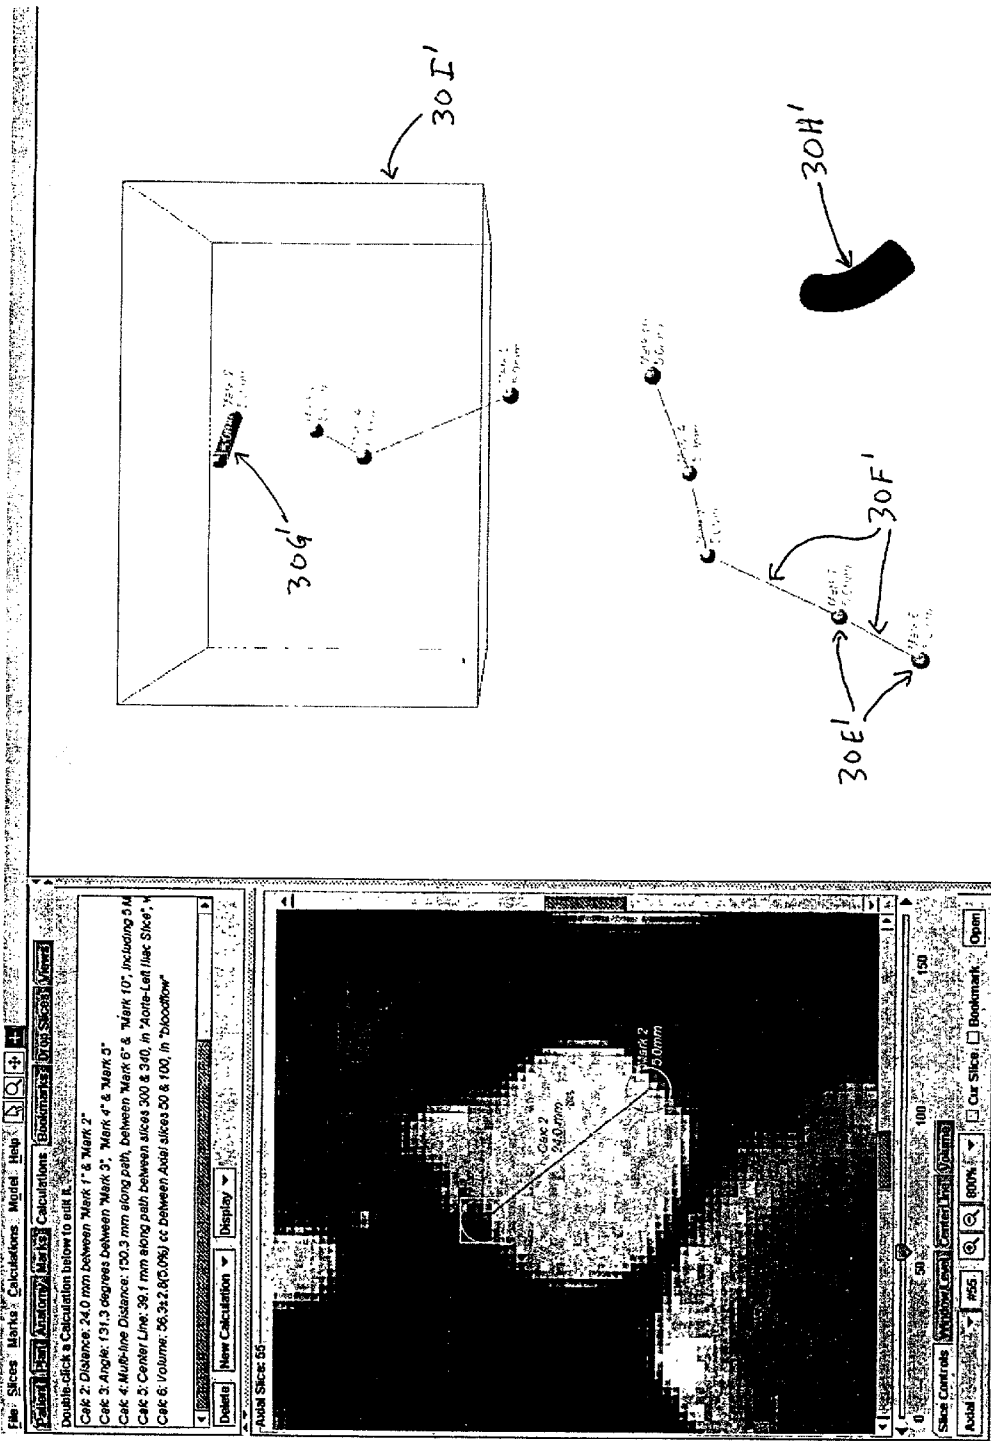 File Slices Marks Calculations Model Help
Patient Plan Anatomy Marks Calculations Bookmarks Drop Slices Views
Double-click a Calculation below to edit it.
Calc 2: Distance: 24.0 mm between "Mark 1" & "Mark 2"
Calc 3: Angle: 131.3 degrees between "Mark 3", "Mark 4" & "Mark 5"
Calc 4: Multi-line Distance: 150.3 mm along path, between "Mark 6" & "Mark 10", including 5 M
Calc 5: Center Line: 39.1 mm along path between slices 300 & 340, in "Aorta-Left Iliac Slice",
Calc 6: Volume: 56.3±2.8(5.0%) cc between Axial slices 50 & 100, in "bloodflow"
Delete New Calculation Display
Axial Slice: 55
Calc 2
24.0 mm
Mark 2
5.0mm
0 50 100 150
Slice Controls Window/Level Center Line Volume
Axial #55 800% Cur Slice Bookmark Open
30I'
30G'
30H'
Mark 2
Mark 7
30F'
30E'